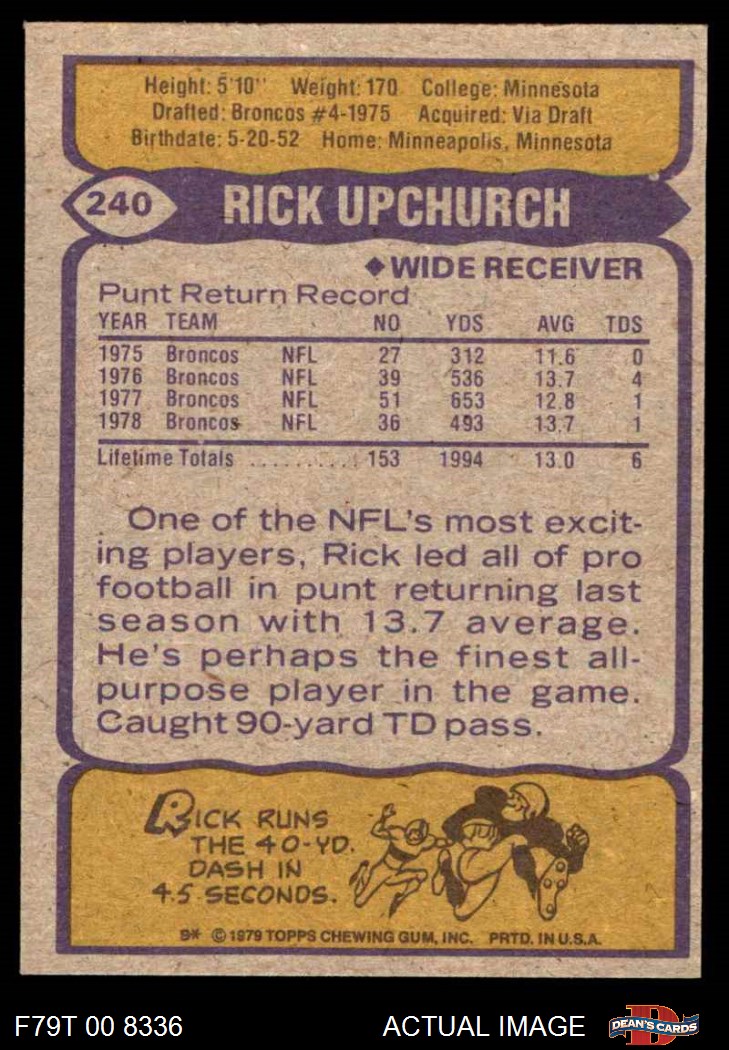 Height: 5'10" Weight: 170 College: Minnesota
Drafted: Broncos #4-1975 Acquired: Via Draft
Birthdate: 5-20-52 Home: Minneapolis, Minnesota
240 RICK UPCHURCH
◆WIDE RECEIVER
Punt Return Record
YEAR TEAM NO YDS AVG TDS
1975 Broncos NFL 27 312 11.6 0
1976 Broncos NFL 39 536 13.7 4
1977 Broncos NFL 51 653 12.8 1
1978 Broncos NFL 36 493 13.7 1
Lifetime Totals .......... 153 1994 13.0 6
One of the NFL's most excit-
ing players, Rick led all of pro
football in punt returning last
season with 13.7 average.
He's perhaps the finest all-
purpose player in the game.
Caught 90-yard TD pass.
RICK RUNS
THE 40-YD.
DASH IN
4.5 SECONDS.
B* © 1979 TOPPS CHEWING GUM, INC. PRTD. IN U.S.A.
F79T 00 8336 ACTUAL IMAGE D DEAN'S CARDS